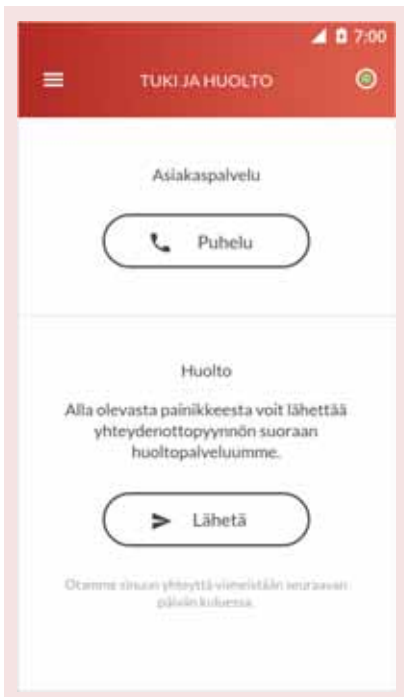 7:00
TUKI JA HUOLTO
Asiakaspalvelu
Puhelu
Huolto
Alla olevasta painikkeesta voit lähettää
yhteydenottopyynnön suoraan
huoltopalveluumme.
Lähetä
Otamme sinuun yhteyttä viimeistään seuraavan
päivän kuluessa.